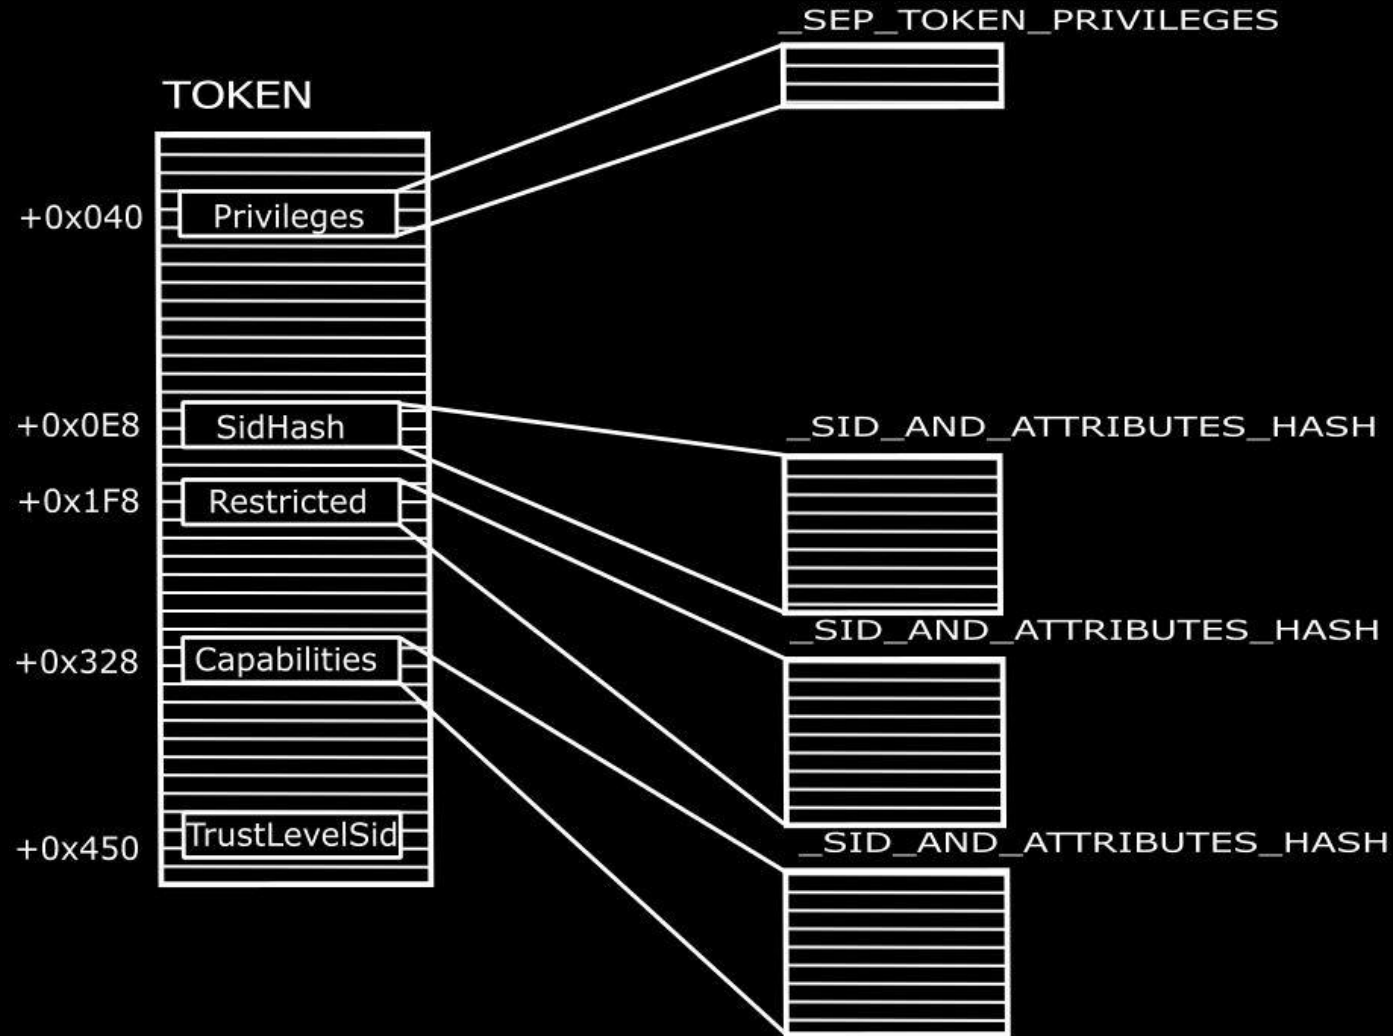 _SEP_TOKEN_PRIVILEGES
TOKEN
+0x040 Privileges
+0x0E8 SidHash
_SID_AND_ATTRIBUTES_HASH
+0x1F8 Restricted
_SID_AND_ATTRIBUTES_HASH
+0x328 Capabilities
+0x450 TrustLevelSid
_SID_AND_ATTRIBUTES_HASH